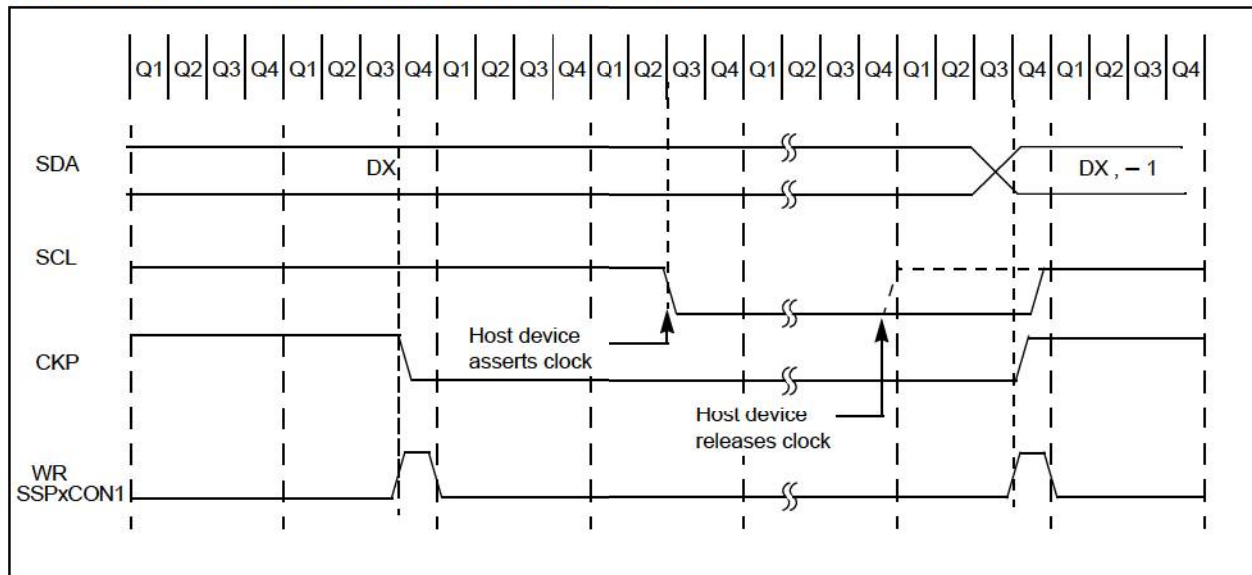 Q1 Q2 Q3 Q4 Q1 Q2 Q3 Q4 Q1 Q2 Q3 Q4 Q1 Q2 Q3 Q4 Q1 Q2 Q3 Q4 Q1 Q2 Q3 Q4 Q1 Q2 Q3 Q4
SDA
DX
DX , – 1
SCL
Host device
asserts clock
CKP
Host device
releases clock
WR
SSPxCON1